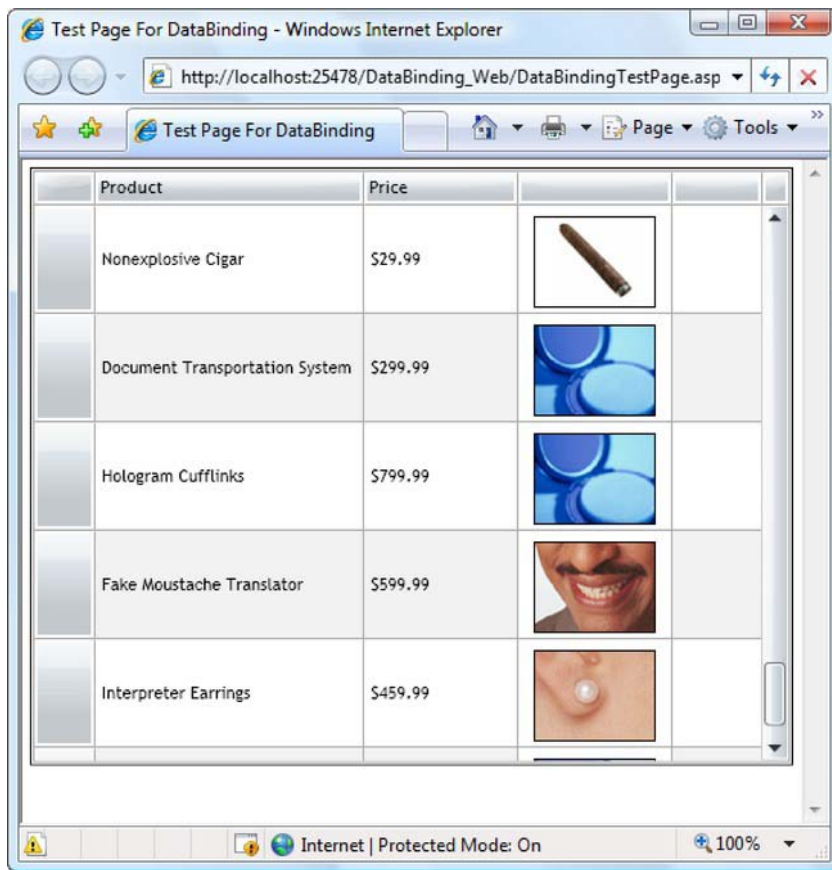 Test Page For DataBinding - Windows Internet Explorer
http://localhost:25478/DataBinding_Web/DataBindingTestPage.asp
Test Page For DataBinding
Page
Tools
Product Price
Nonexplosive Cigar $29.99
Document Transportation System $299.99
Hologram Cufflinks $799.99
Fake Moustache Translator $599.99
Interpreter Earrings $459.99
Internet | Protected Mode: On
100%